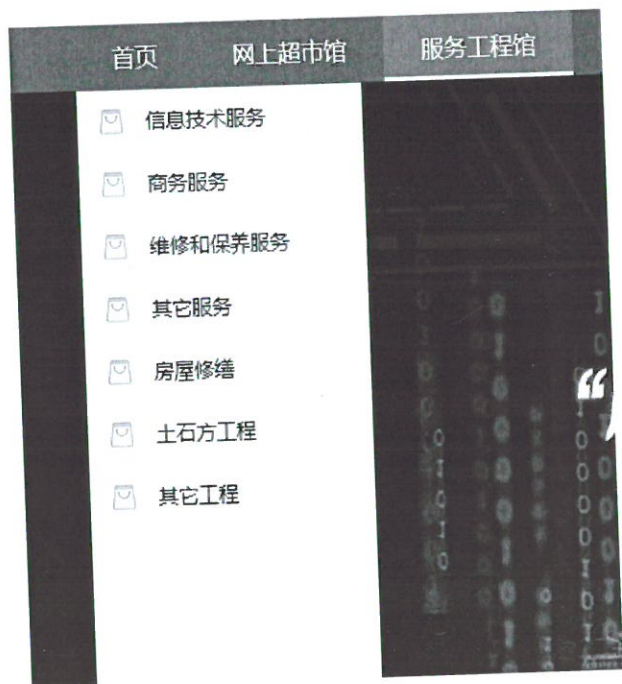 首页 网上超市馆 服务工程馆
信息技术服务
商务服务
维修和保养服务
其它服务
房屋修缮
土石方工程
其它工程